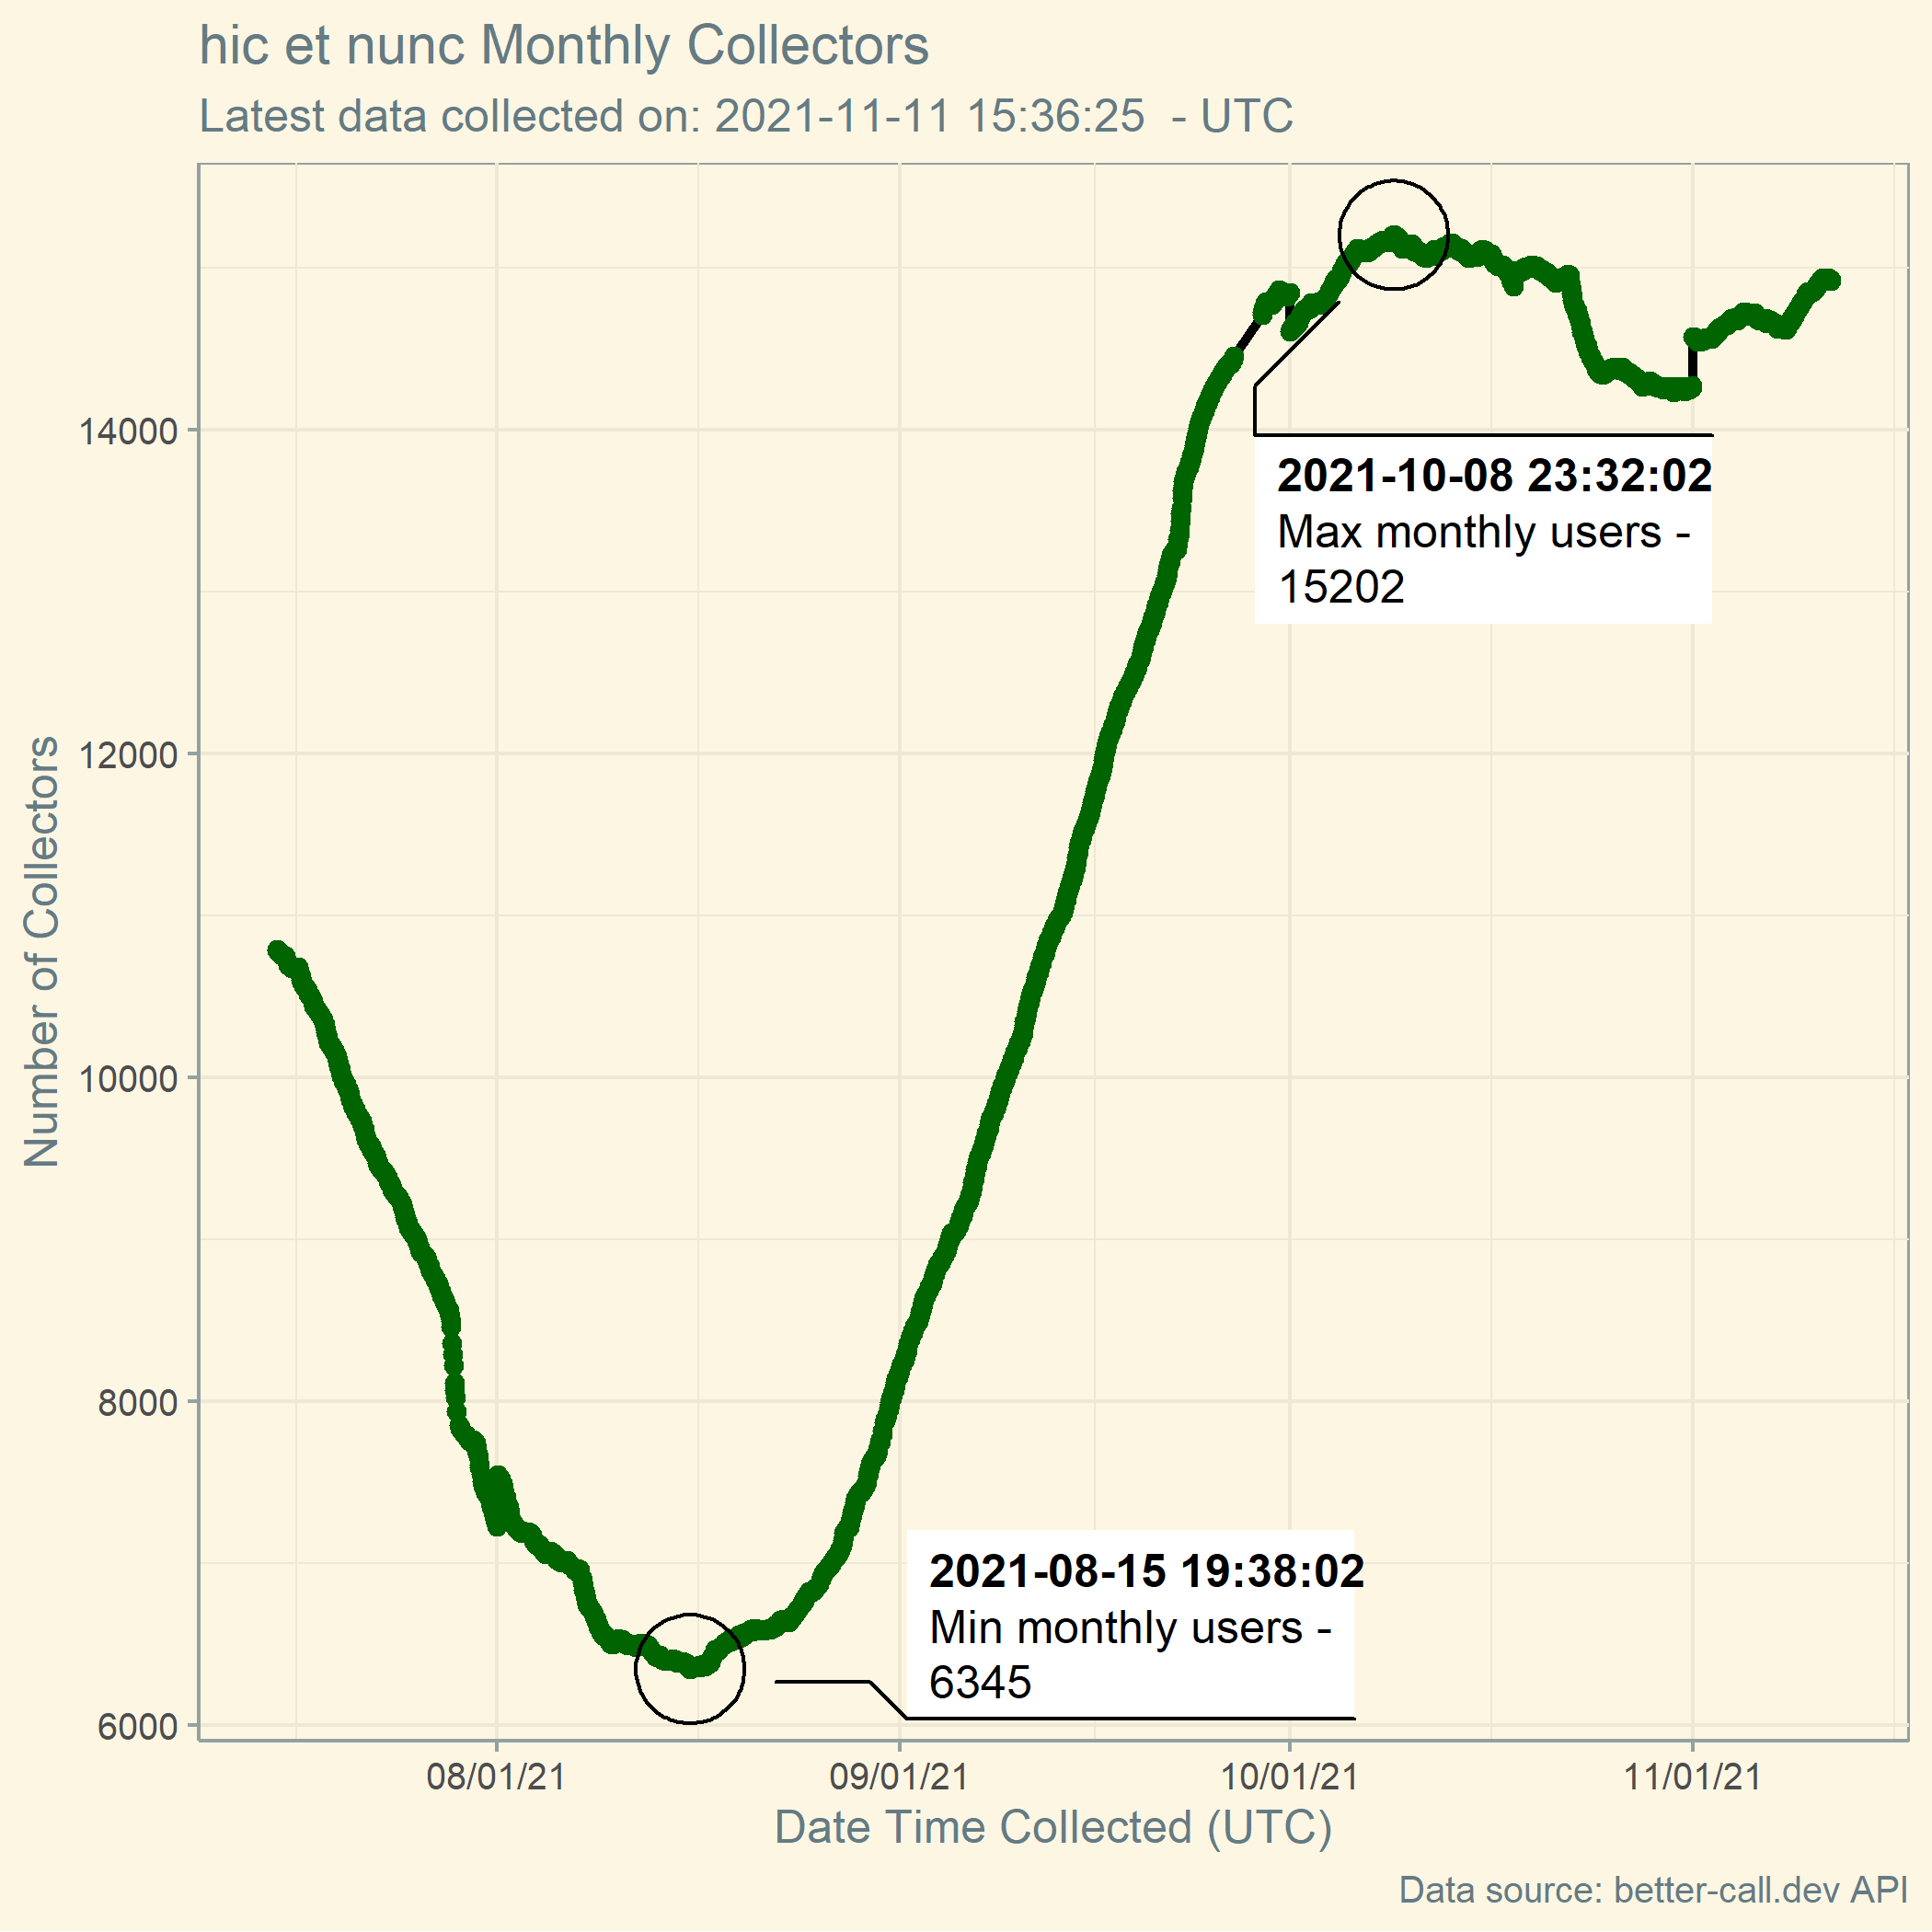 hic et nunc Monthly Collectors
Latest data collected on: 2021-11-11 15:36:25  - UTC
Number of Collectors
14000
12000
10000
8000
6000
2021-10-08 23:32:02
Max monthly users -
15202
2021-08-15 19:38:02
Min monthly users -
6345
08/01/21
09/01/21
10/01/21
11/01/21
Date Time Collected (UTC)
Data source: better-call.dev API